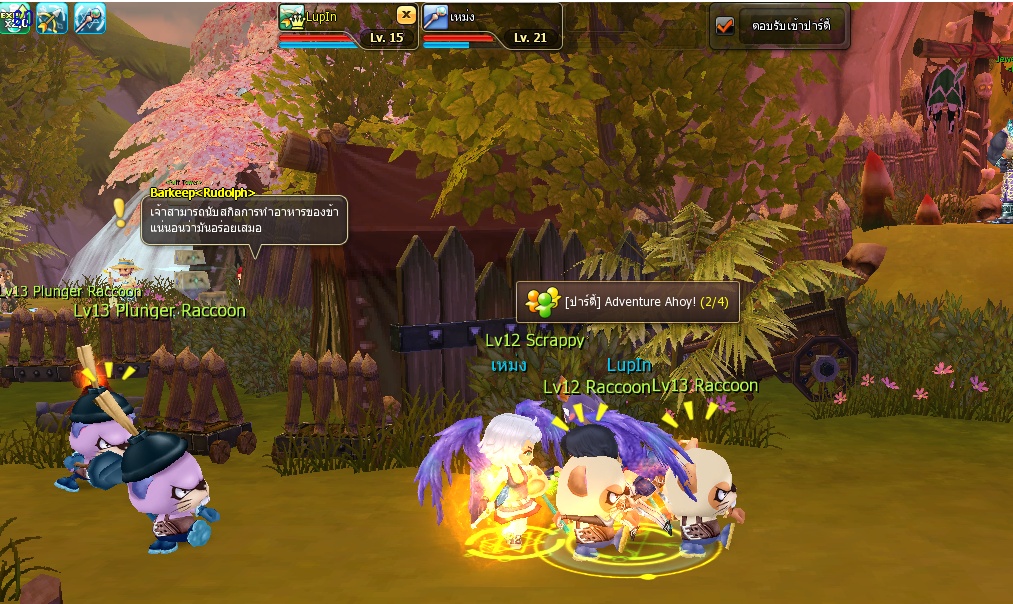 EXP
x20
LupIn
Lv. 15
เหมง
Lv. 21
ตอบรับเข้าปาร์ตี้
Barkeep<Rudolph>
เจ้าสามารถนับสกิลการทำอาหารของข้า
แน่นอนว่ามันอร่อยเสมอ
Lv13 Plunger Raccoon
Lv13 Plunger Raccoon
[ปาร์ตี้] Adventure Ahoy! (2/4)
Lv12 Scrappy
เหมง
LupIn
Lv12 Raccoon
Lv13 Raccoon